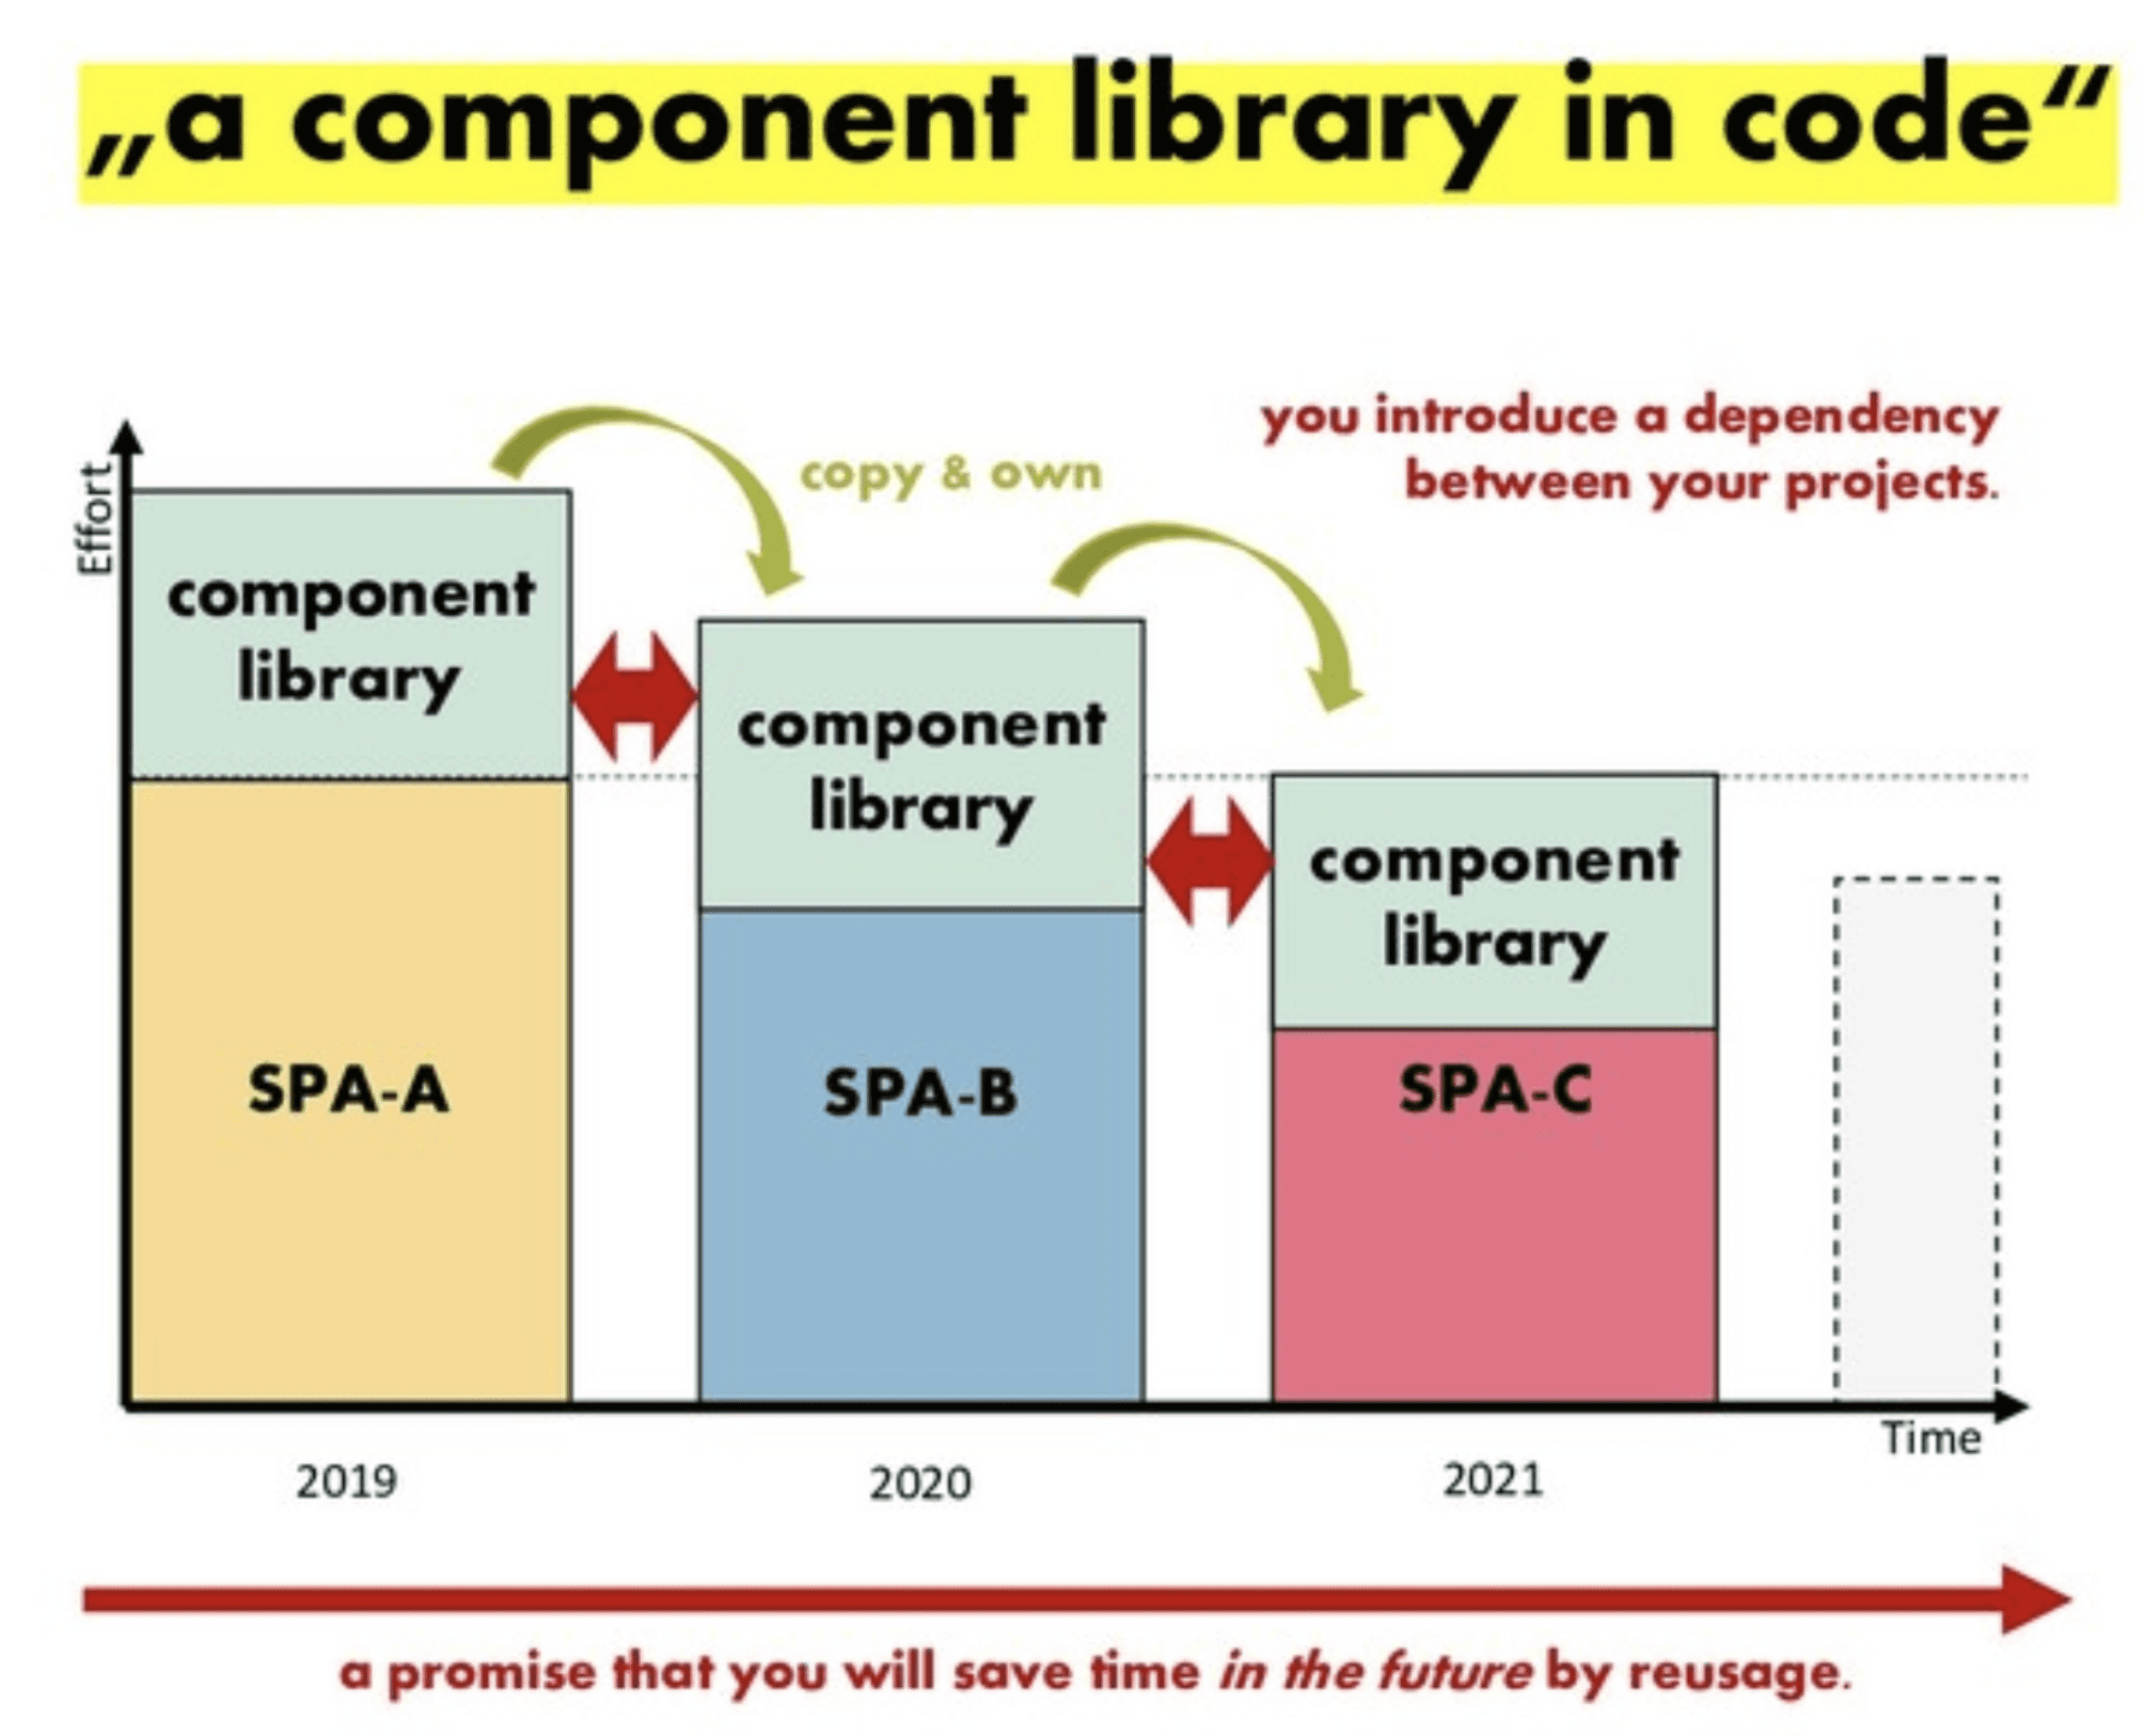 „a component library in code“
you introduce a dependency
between your projects.
copy & own
Effort
component
library
component
library
component
library
SPA-A
SPA-B
SPA-C
Time
2019
2020
2021
a promise that you will save time in the future by reusage.